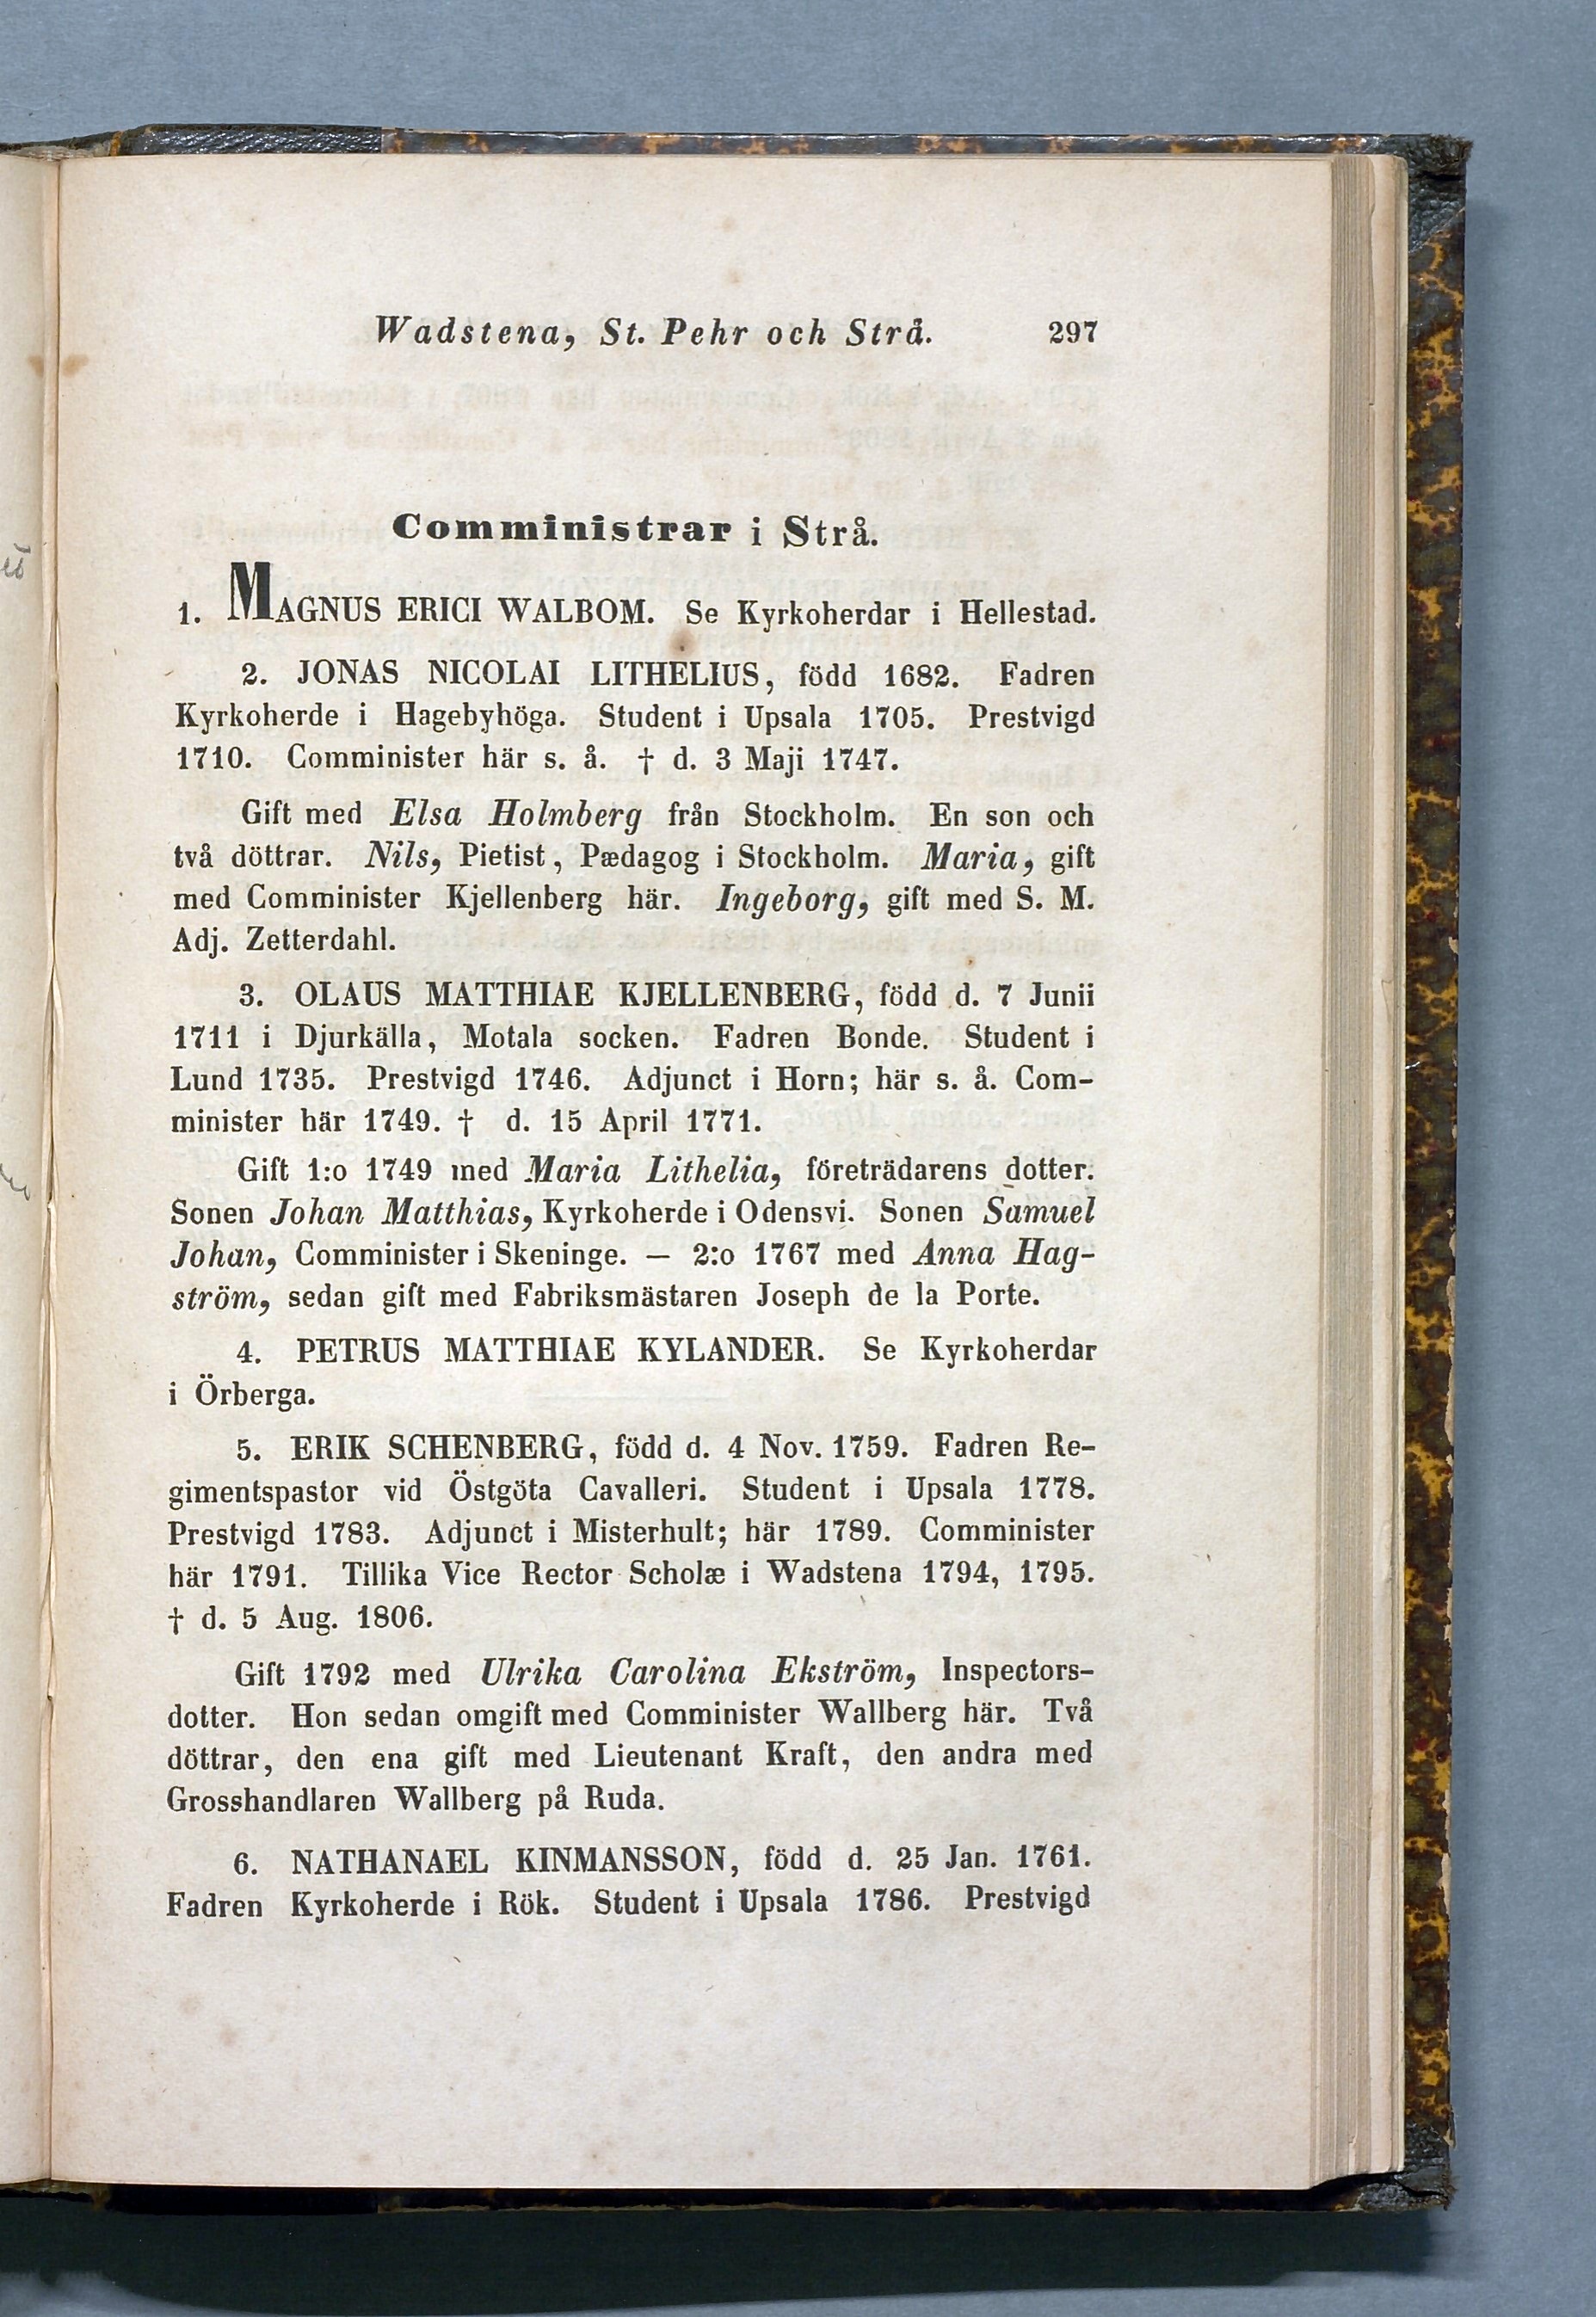 Wadstena, St. Pehr och Strå. 297
Comministrar i Strå.
1. MAGNUS ERICI WALBOM. Se Kyrkoherdar i Hellestad.
2. JONAS NICOLAI LITHELIUS, född 1682. Fadren
Kyrkoherde i Hagebyhöga. Student i Upsala 1705. Prestvigd
1710. Comminister här s. å. † d. 3 Maji 1747.
Gift med Elsa Holmberg från Stockholm. En son och
två döttrar. Nils, Pietist, Pædagog i Stockholm. Maria, gift
med Comminister Kjellenberg här. Ingeborg, gift med S. M.
Adj. Zetterdahl.
3. OLAUS MATTHIAE KJELLENBERG, född d. 7 Junii
1711 i Djurkälla, Motala socken. Fadren Bonde. Student i
Lund 1735. Prestvigd 1746. Adjunct i Horn; här s. å. Com-
minister här 1749. † d. 15 April 1771.
Gift 1:o 1749 med Maria Lithelia, företrädarens dotter.
Sonen Johan Matthias, Kyrkoherde i Odensvi. Sonen Samuel
Johan, Comminister i Skeninge. — 2:o 1767 med Anna Hag-
ström, sedan gift med Fabriksmästaren Joseph de la Porte.
4. PETRUS MATTHIAE KYLANDER. Se Kyrkoherdar
i Örberga.
5. ERIK SCHENBERG, född d. 4 Nov. 1759. Fadren Re-
gimentspastor vid Östgöta Cavalleri. Student i Upsala 1778.
Prestvigd 1783. Adjunct i Misterhult; här 1789. Comminister
här 1791. Tillika Vice Rector Scholæ i Wadstena 1794, 1795.
† d. 5 Aug. 1806.
Gift 1792 med Ulrika Carolina Ekström, Inspectors-
dotter. Hon sedan omgift med Comminister Wallberg här. Två
döttrar, den ena gift med Lieutenant Kraft, den andra med
Grosshandlaren Wallberg på Ruda.
6. NATHANAEL KINMANSSON, född d. 25 Jan. 1761.
Fadren Kyrkoherde i Rök. Student i Upsala 1786. Prestvigd